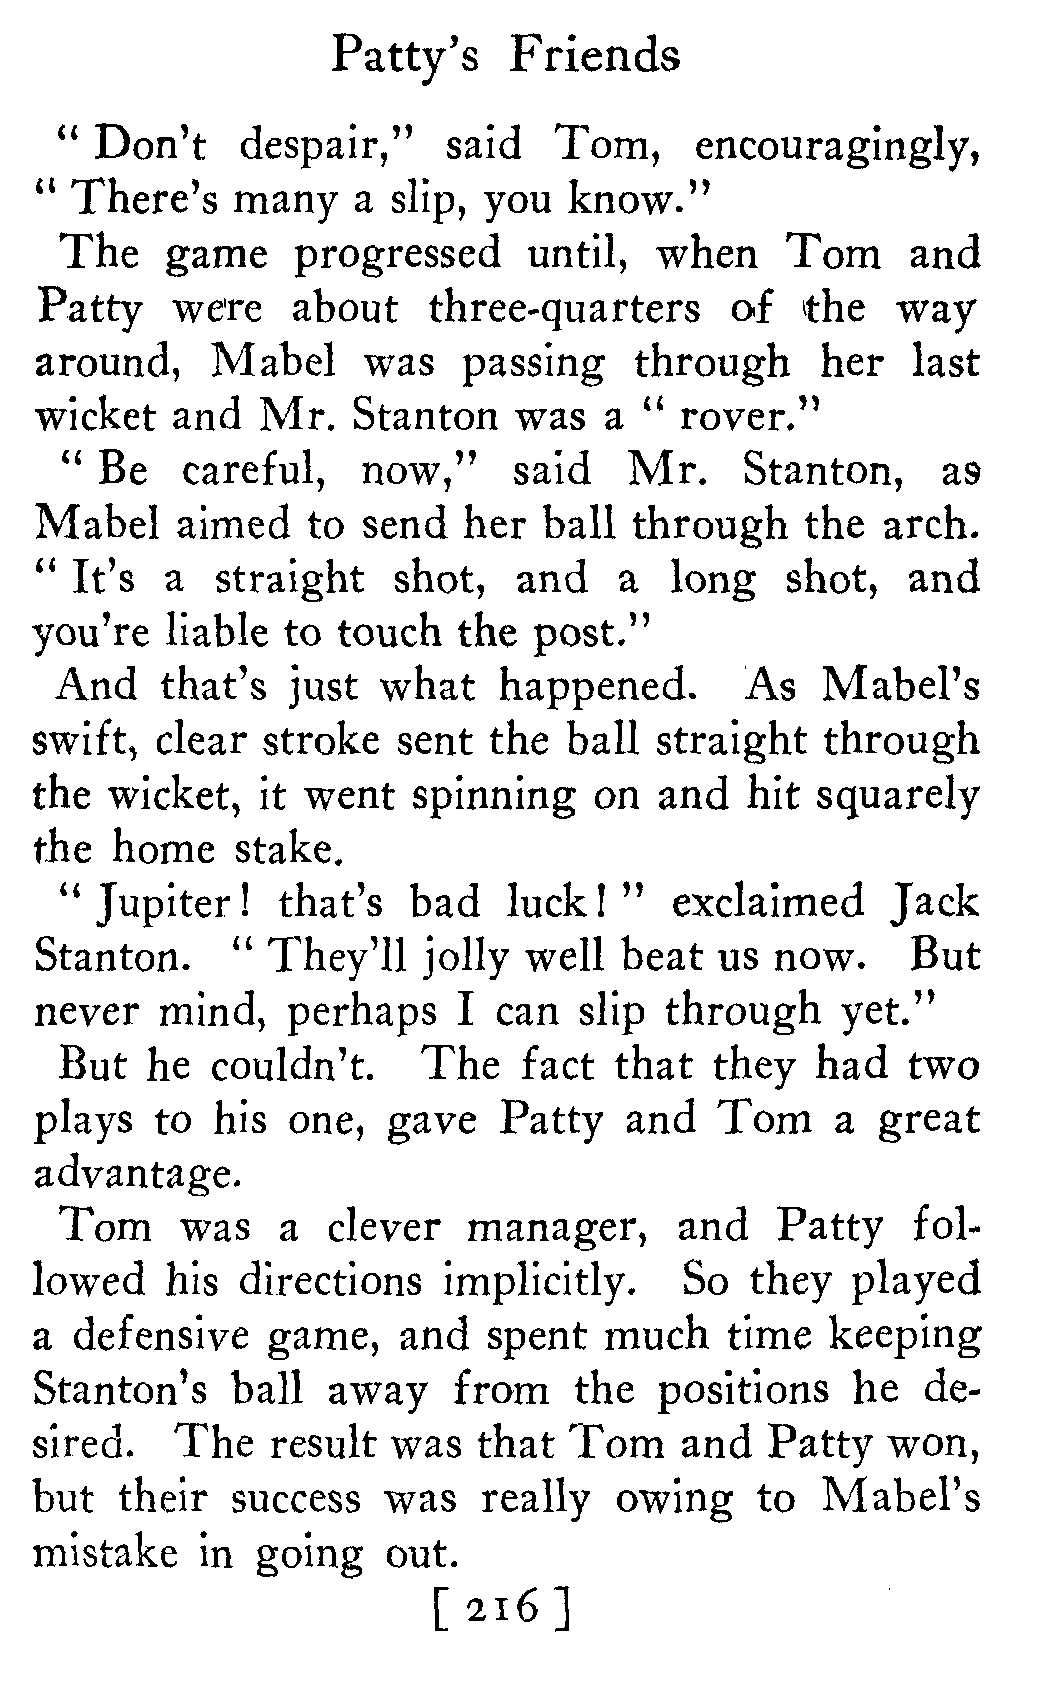 Patty's Friends
" Don't despair," said Tom, encouragingly,
" There's many a slip, you know."
The game progressed until, when Tom and
Patty were about three-quarters of the way
around, Mabel was passing through her last
wicket and Mr. Stanton was a " rover."
" Be careful, now," said Mr. Stanton, as
Mabel aimed to send her ball through the arch.
" It's a straight shot, and a long shot, and
you're liable to touch the post."
And that's just what happened. As Mabel's
swift, clear stroke sent the ball straight through
the wicket, it went spinning on and hit squarely
the home stake.
" Jupiter! that's bad luck! " exclaimed Jack
Stanton. " They'll jolly well beat us now. But
never mind, perhaps I can slip through yet."
But he couldn't. The fact that they had two
plays to his one, gave Patty and Tom a great
advantage.
Tom was a clever manager, and Patty fol-
lowed his directions implicitly. So they played
a defensive game, and spent much time keeping
Stanton's ball away from the positions he de-
sired. The result was that Tom and Patty won,
but their success was really owing to Mabel's
mistake in going out.
[ 216 ]